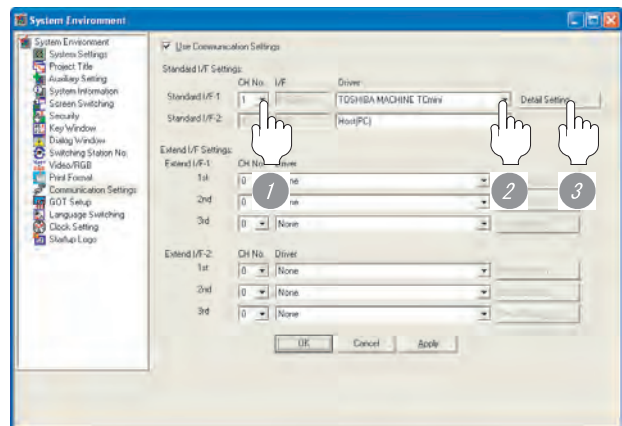 System Environment
System Environment
System Settings
Project Title
Auxiliary Setting
System Information
Screen Switching
Security
Key Window
Dialog Window
Switching Station No.
Video/RGB
Print Format
Communication Settings
GOT Setup
Language Switching
Clock Setting
Startup Logo
Use Communication Settings
Standard I/F Settings:
CH No. I/F Driver
Standard I/F-1 1 TOSHIBA MACHINE TCmini Detail Setting
Standard I/F-2: Host(PC)
1 2 3
Extend I/F Settings:
Extend I/F-1: CH No. Driver
1st 0
2nd 0
3rd 0 None
Extend I/F-2: CH No. Driver
1st 0 None
2nd 0 None
3rd 0 None
OK Cancel Apply